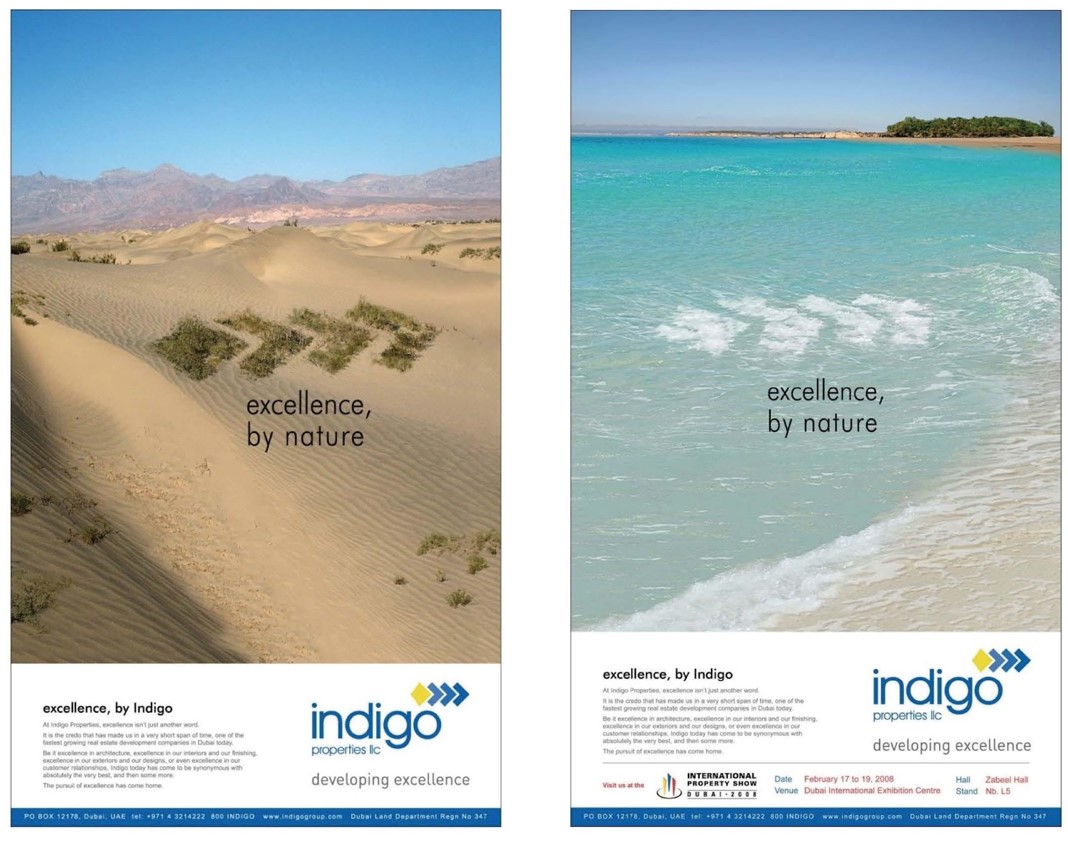 excellence,
by nature
excellence, by Indigo
At Indigo Properties, excellence isn't just another word.
It is the credo that has made us in a very short span of time, one of the
fastest growing real estate development companies in Dubai today.
Be it excellence in architecture, excellence in our interiors and our finishing,
excellence in our exteriors and our designs, or even excellence in our
customer relationships, Indigo today has come to be synonymous with
absolutely the very best, and then some more.
The pursuit of excellence has come home.
indigo
properties llc
developing excellence
PO BOX 12178, Dubai, UAE tel: +971 4 3214222 800 INDIGO www.indigogroup.com Dubai Land Department Regn No 347
excellence,
by nature
excellence, by Indigo
At Indigo Properties, excellence isn't just another word.
It is the credo that has made us in a very short span of time, one of the
fastest growing real estate development companies in Dubai today.
Be it excellence in architecture, excellence in our interiors and our finishing,
excellence in our exteriors and our designs, or even excellence in our
customer relationships, Indigo today has come to be synonymous with
absolutely the very best, and then some more.
The pursuit of excellence has come home.
indigo
properties llc
developing excellence
Visit us at the
INTERNATIONAL
PROPERTY SHOW
DUBAI - 2008
Date February 17 to 19, 2008
Venue Dubai International Exhibition Centre
Hall Zabeel Hall
Stand Nb. L5
PO BOX 12178, Dubai, UAE tel: +971 4 3214222 800 INDIGO www.indigogroup.com Dubai Land Department Regn No 347